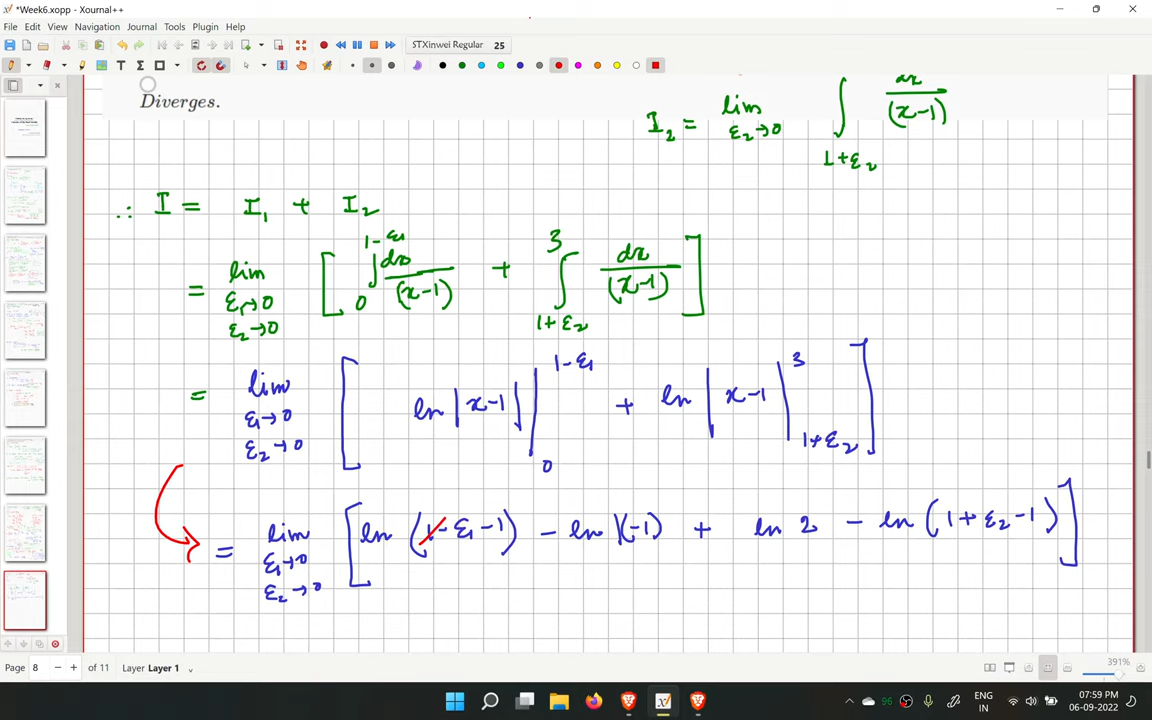 *Week6.xopp - Xournal++
File Edit View Navigation Journal Tools Plugin Help
STXinwei Regular 25
Diverges.
I₂ = lim ε₂→0 ∫ 1+ε₂ dx/(x-1)
∴ I = I₁ + I₂
= lim ε₁→0 ε₂→0 [ ∫ 0 1-ε₁ dx/(x-1) + ∫ 1+ε₂ 3 dx/(x-1) ]
= lim ε₁→0 ε₂→0 [ ln|x-1| | 0 1-ε₁ + ln |x-1| 1+ε₂ 3 ]
= lim ε₁→0 ε₂→0 [ ln (1-ε₁-1) - ln |(-1) + ln 2 - ln (1+ε₂-1) ]
Page 8 of 11 Layer Layer 1
391%
96 ENG IN 07:59 PM 06-09-2022